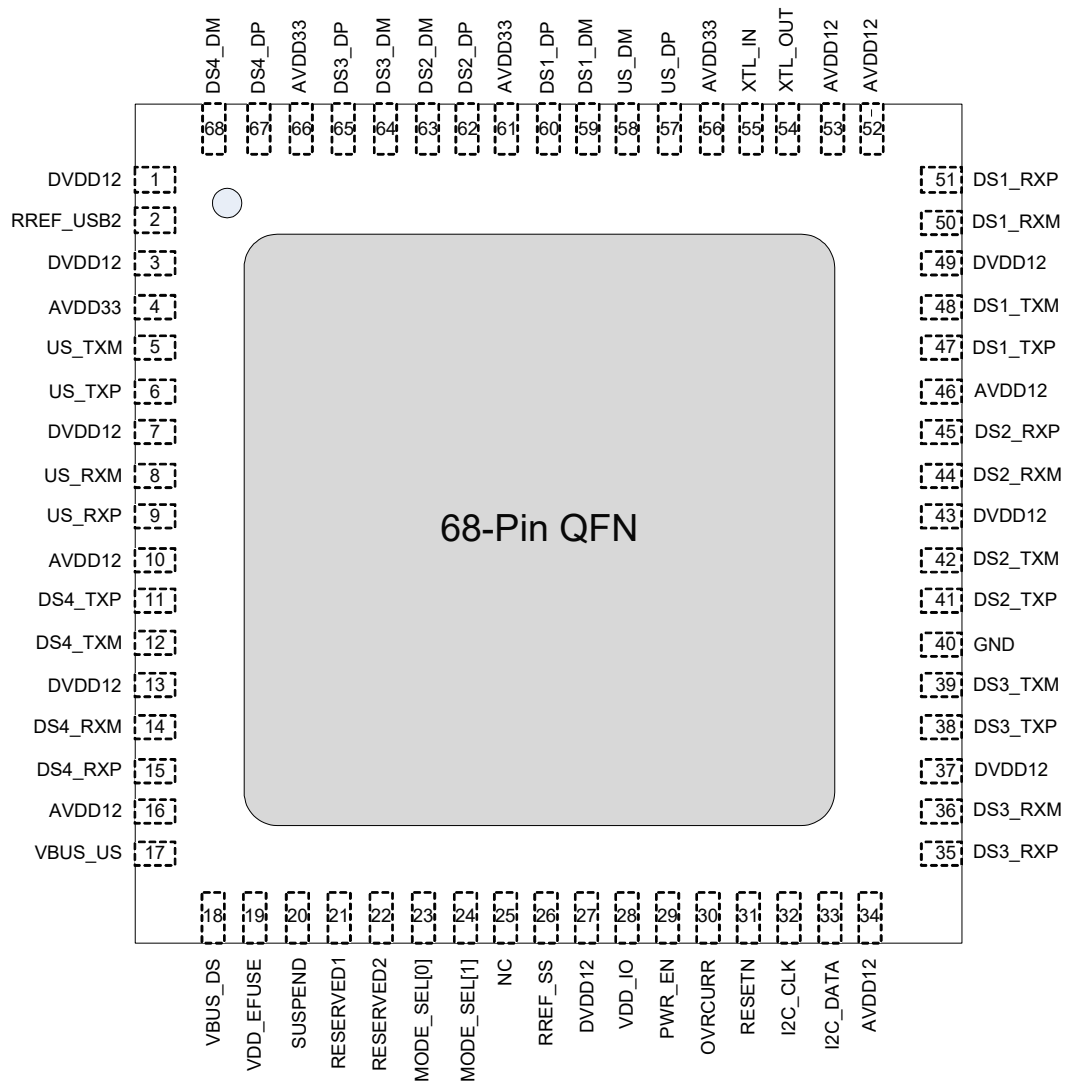 DS4_DM
DS4_DP
AVDD33
DS3_DP
DS3_DM
DS2_DM
DS2_DP
AVDD33
DS1_DP
DS1_DM
US_DM
US_DP
AVDD33
XTL_IN
XTL_OUT
AVDD12
AVDD12
68 67 66 65 64 63 62 61 60 59 58 57 56 55 54 53 52
DVDD12 1
RREF_USB2 2
DVDD12 3
AVDD33 4
US_TXM 5
US_TXP 6
DVDD12 7
US_RXM 8
US_RXP 9
AVDD12 10
DS4_TXP 11
DS4_TXM 12
DVDD12 13
DS4_RXM 14
DS4_RXP 15
AVDD12 16
VBUS_US 17
68-Pin QFN
51 DS1_RXP
50 DS1_RXM
49 DVDD12
48 DS1_TXM
47 DS1_TXP
46 AVDD12
45 DS2_RXP
44 DS2_RXM
43 DVDD12
42 DS2_TXM
41 DS2_TXP
40 GND
39 DS3_TXM
38 DS3_TXP
37 DVDD12
36 DS3_RXM
35 DS3_RXP
18 19 20 21 22 23 24 25 26 27 28 29 30 31 32 33 34
VBUS_DS
VDD_EFUSE
SUSPEND
RESERVED1
RESERVED2
MODE_SEL[0]
MODE_SEL[1]
NC
RREF_SS
DVDD12
VDD_IO
PWR_EN
OVRCURR
RESETN
I2C_CLK
I2C_DATA
AVDD12